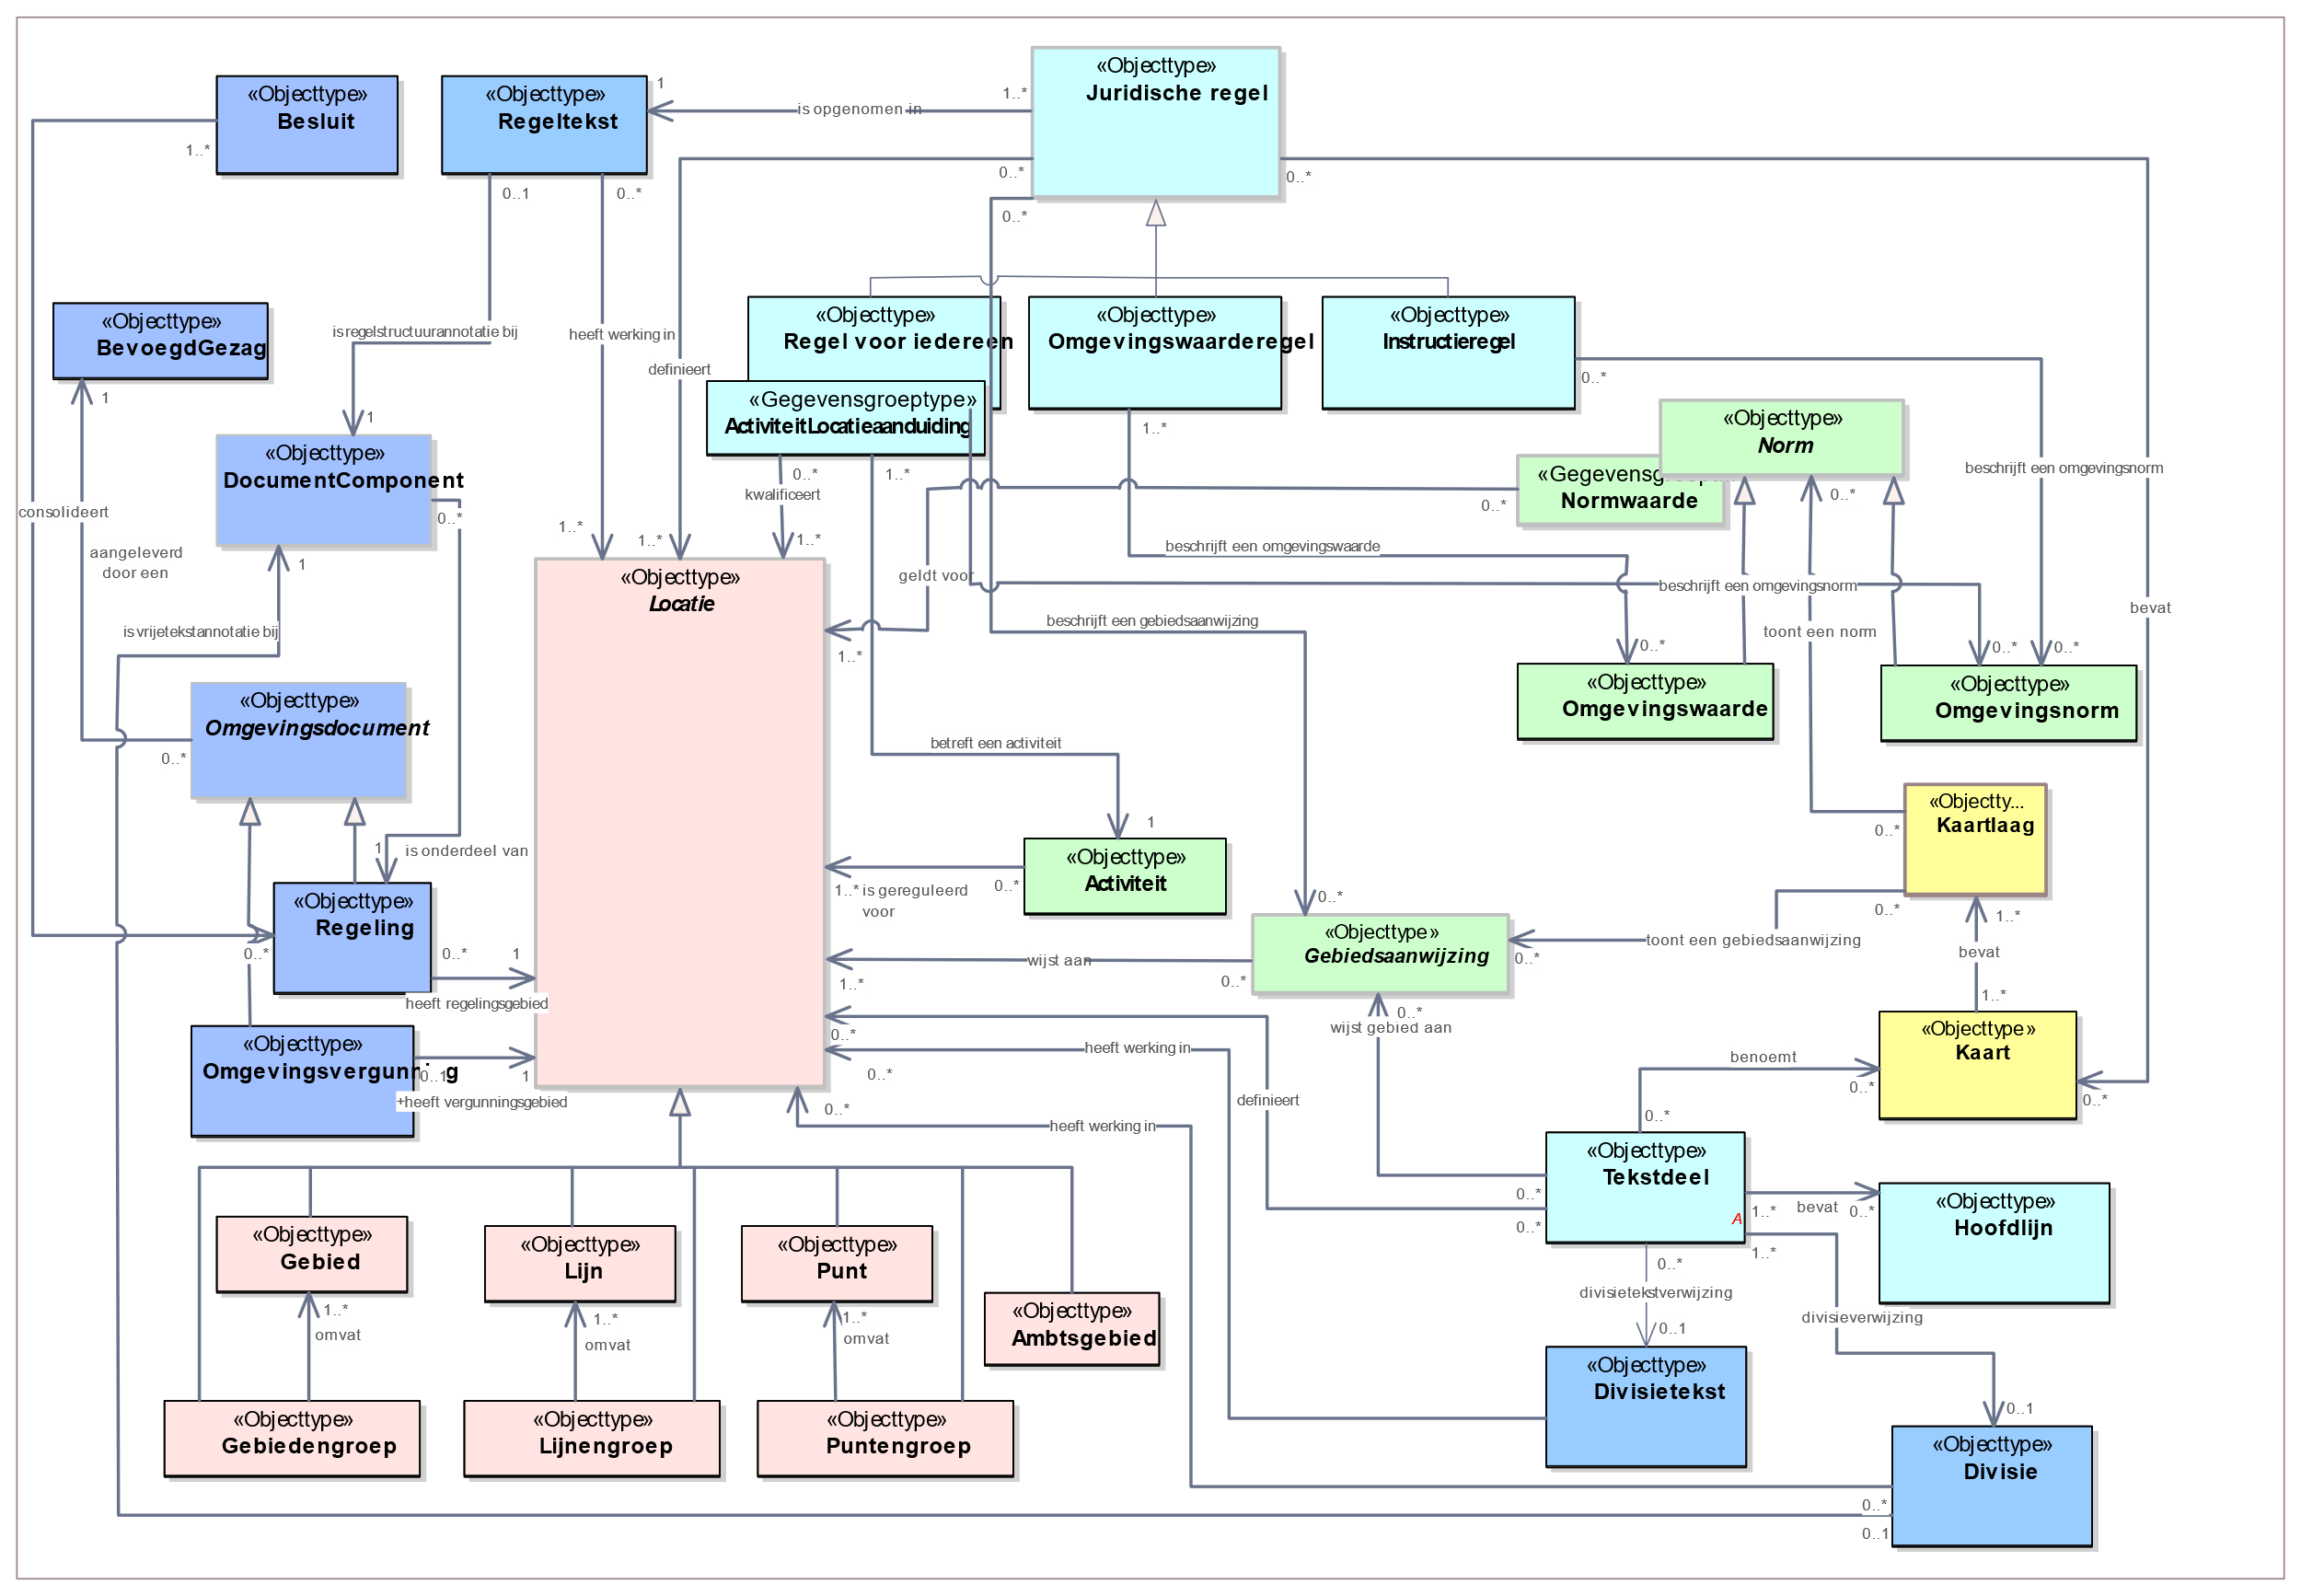 «Objecttype»
Juridische regel
«Objecttype»
Besluit
«Objecttype»
Regeltekst
1
1..*
is opgenomen in
1..*
0..*
0..*
0..1
0..*
0..*
«Objecttype»
BevoegdGezag
is regelstructuurannotatie bij
heeft werking in
definieert
«Objecttype»
Regel voor iedereen
«Objecttype»
Omgevingswaarderegel
«Objecttype»
Instructieregel
0..*
«Gegevensgroeptype»
ActiviteitLocatieaanduiding
1
1
1..*
«Objecttype»
Norm
«Objecttype»
DocumentComponent
0..*
1..*
kwalificeert
beschrijft een omgevingsnorm
«Gegevensgroept...
Normwaarde
0..*
0..*
consolideert
0..*
1..*
1..*
1..*
aangeleverd
door een
1
beschrijft een omgevingswaarde
geldt voor
beschrijft een omgevingsnorm
«Objecttype»
Locatie
bevat
is vrijetekstannotatie bij
beschrijft een gebiedsaanwijzing
toont een norm
1..*
0..*
0..*
0..*
«Objecttype»
Omgevingsdocument
0..*
«Objecttype»
Omgevingswaarde
«Objecttype»
Omgevingsnorm
betreft een activiteit
1
«Objectty...
Kaartlaag
0..*
1
is onderdeel van
«Objecttype»
Activiteit
1..*
is gereguleerd
voor
0..*
0..*
0..*
1..*
«Objecttype»
Regeling
0..*
0..*
1
heeft regelingsgebied
«Objecttype»
Gebiedsaanwijzing
toont een gebiedsaanwijzing
0..*
bevat
wijst aan
1..*
0..*
1..*
0..*
wijst gebied aan
«Objecttype»
Omgevingsvergunning
0..1
1
+heeft vergunningsgebied
0..*
heeft werking in
0..*
«Objecttype»
Kaart
benoemt
0..*
0..*
definieert
0..*
0..*
heeft werking in
«Objecttype»
Tekstdeel
A
0..*
0..*
1..*
bevat
0..*
1..*
«Objecttype»
Hoofdlijn
«Objecttype»
Gebied
«Objecttype»
Lijn
«Objecttype»
Punt
«Objecttype»
Ambtsgebied
0..*
divisietekstverwijzing
0..1
divisieverwijzing
1..*
omvat
1..*
omvat
1..*
omvat
«Objecttype»
Divisietekst
0..1
«Objecttype»
Gebiedengroep
«Objecttype»
Lijnengroep
«Objecttype»
Puntengroep
«Objecttype»
Divisie
0..*
0..1